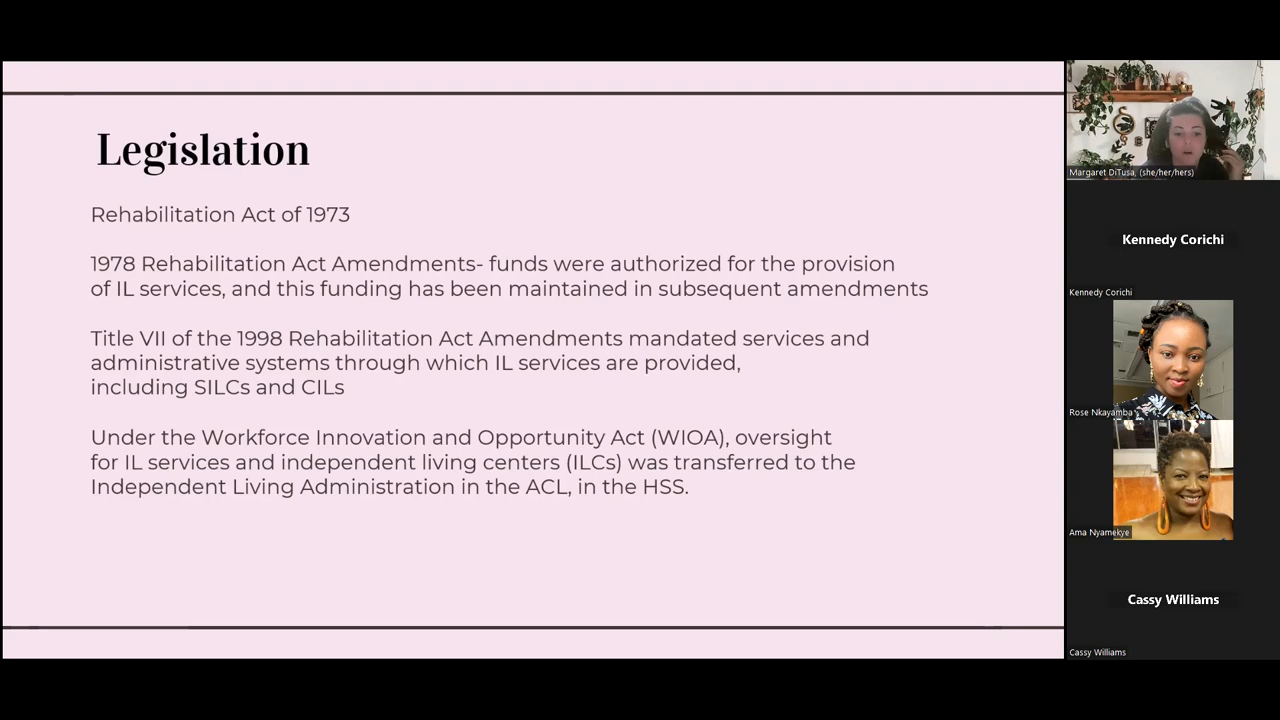 Legislation
Rehabilitation Act of 1973
1978 Rehabilitation Act Amendments- funds were authorized for the provision
of IL services, and this funding has been maintained in subsequent amendments
Title VII of the 1998 Rehabilitation Act Amendments mandated services and
administrative systems through which IL services are provided,
including SILCs and CILs
Under the Workforce Innovation and Opportunity Act (WIOA), oversight
for IL services and independent living centers (ILCs) was transferred to the
Independent Living Administration in the ACL, in the HSS.
Margaret DiTusa, (she/her/hers)
Kennedy Corichi
Kennedy Corichi
Rose Nkayamba
Ama Nyamekye
Cassy Williams
Cassy Williams